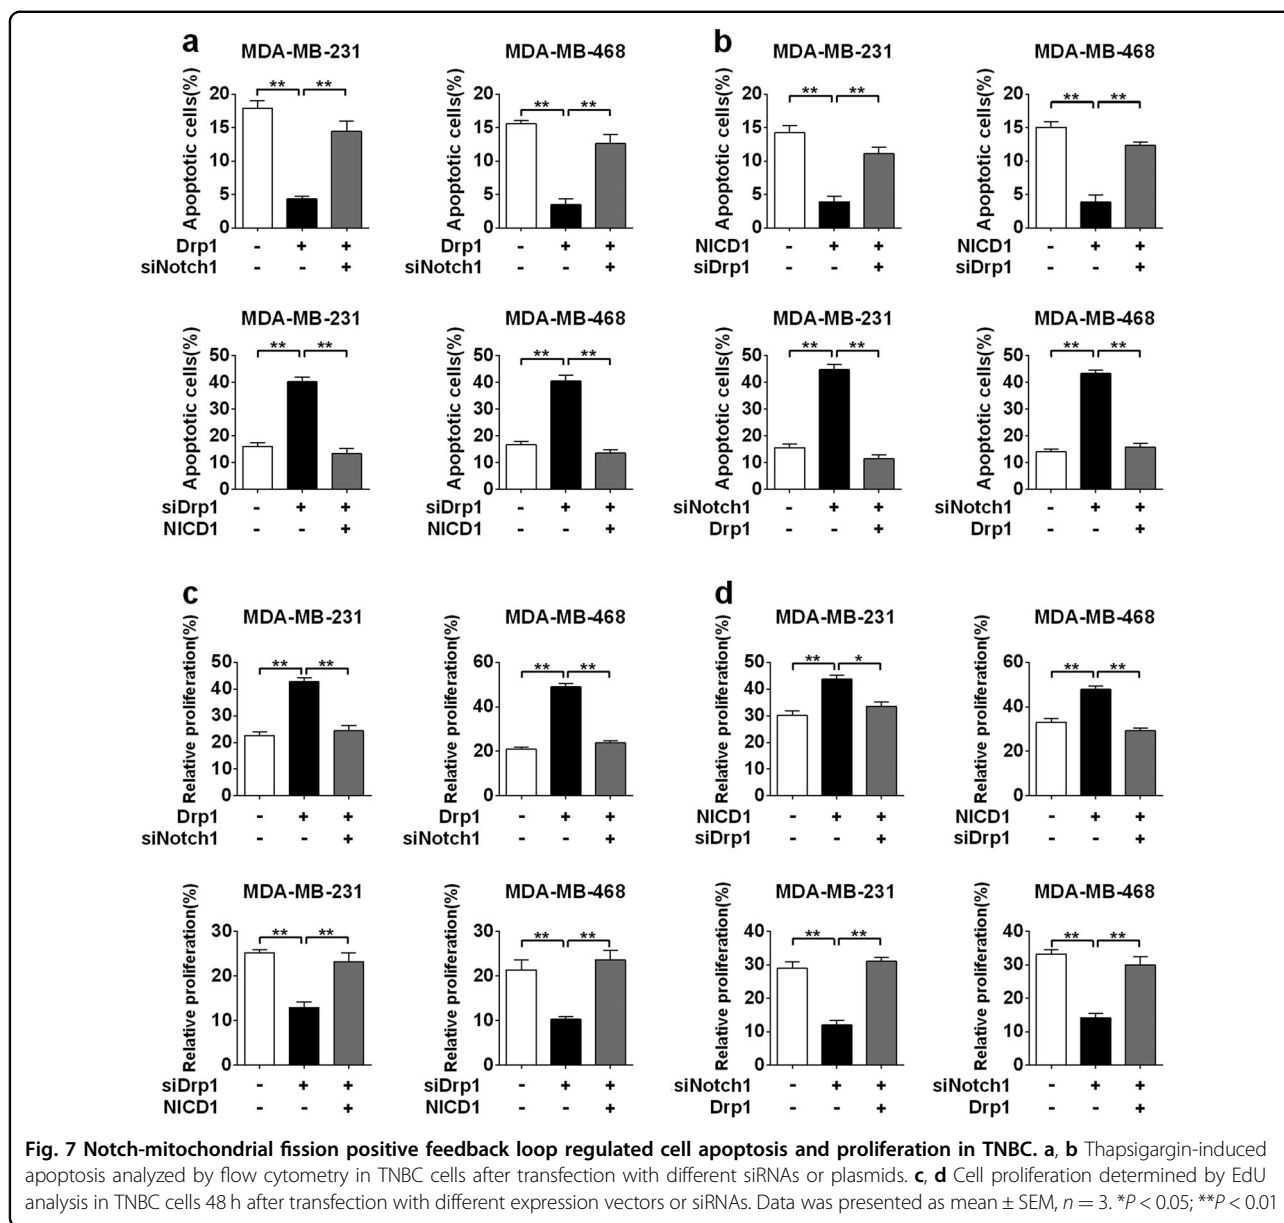 a
MDA-MB-231
MDA-MB-468
b
MDA-MB-231
MDA-MB-468
Apoptotic cells(%)
20
15
10
5
0
** **
Drp1 - + +
siNotch1 - - +
Apoptotic cells(%)
20
15
10
5
0
** **
Drp1 - + +
siNotch1 - - +
Apoptotic cells(%)
20
15
10
5
0
** **
NICD1 - + +
siDrp1 - - +
Apoptotic cells(%)
20
15
10
5
0
** **
NICD1 - + +
siDrp1 - - +
MDA-MB-231
MDA-MB-468
MDA-MB-231
MDA-MB-468
Apoptotic cells(%)
50
40
30
20
10
0
** **
siDrp1 - + +
NICD1 - - +
Apoptotic cells(%)
50
40
30
20
10
0
** **
siDrp1 - + +
NICD1 - - +
Apoptotic cells(%)
50
40
30
20
10
0
** **
siNotch1 - + +
Drp1 - - +
Apoptotic cells(%)
50
40
30
20
10
0
** **
siNotch1 - + +
Drp1 - - +
c
MDA-MB-231
MDA-MB-468
d
MDA-MB-231
MDA-MB-468
Relative proliferation(%)
50
40
30
20
10
0
** **
Drp1 - + +
siNotch1 - - +
Relative proliferation(%)
60
40
20
0
** **
Drp1 - + +
siNotch1 - - +
Relative proliferation(%)
50
40
30
20
10
0
** *
NICD1 - + +
siDrp1 - - +
Relative proliferation(%)
60
40
20
0
** **
NICD1 - + +
siDrp1 - - +
MDA-MB-231
MDA-MB-468
MDA-MB-231
MDA-MB-468
Relative proliferation(%)
30
20
10
0
** **
siDrp1 - + +
NICD1 - - +
Relative proliferation(%)
30
20
10
0
** **
siDrp1 - + +
NICD1 - - +
Relative proliferation(%)
40
30
20
10
0
** **
siNotch1 - + +
Drp1 - - +
Relative proliferation(%)
40
30
20
10
0
** **
siNotch1 - + +
Drp1 - - +
Fig. 7 Notch-mitochondrial fission positive feedback loop regulated cell apoptosis and proliferation in TNBC. a, b Thapsigargin-induced
apoptosis analyzed by flow cytometry in TNBC cells after transfection with different siRNAs or plasmids. c, d Cell proliferation determined by EdU
analysis in TNBC cells 48 h after transfection with different expression vectors or siRNAs. Data was presented as mean ± SEM, n = 3. *P < 0.05; **P < 0.01